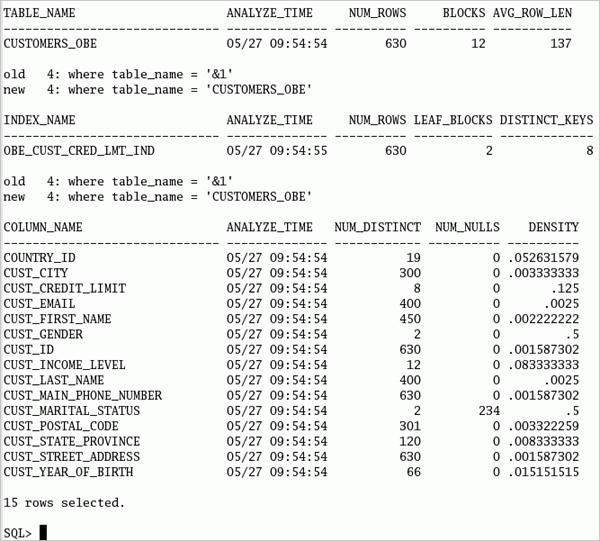 TABLE_NAME                     ANALYZE_TIME     NUM_ROWS     BLOCKS AVG_ROW_LEN
------------------------------ -------------- ---------- ---------- -----------
CUSTOMERS_OBE                  05/27 09:54:54        630         12         137
old   4: where table_name = '&1'
new   4: where table_name = 'CUSTOMERS_OBE'
INDEX_NAME                     ANALYZE_TIME     NUM_ROWS LEAF_BLOCKS DISTINCT_KEYS
------------------------------ -------------- ---------- ----------- -------------
OBE_CUST_CRED_LMT_IND          05/27 09:54:55        630           2             8
old   4: where table_name = '&1'
new   4: where table_name = 'CUSTOMERS_OBE'
COLUMN_NAME                    ANALYZE_TIME   NUM_DISTINCT  NUM_NULLS    DENSITY
------------------------------ -------------- ------------ ---------- ----------
COUNTRY_ID                     05/27 09:54:54           19          0 .052631579
CUST_CITY                      05/27 09:54:54          300          0 .003333333
CUST_CREDIT_LIMIT              05/27 09:54:54            8          0       .125
CUST_EMAIL                     05/27 09:54:54          400          0      .0025
CUST_FIRST_NAME                05/27 09:54:54          450          0 .002222222
CUST_GENDER                    05/27 09:54:54            2          0         .5
CUST_ID                        05/27 09:54:54          630          0 .001587302
CUST_INCOME_LEVEL              05/27 09:54:54           12          0 .083333333
CUST_LAST_NAME                 05/27 09:54:54          400          0      .0025
CUST_MAIN_PHONE_NUMBER         05/27 09:54:54          630          0 .001587302
CUST_MARITAL_STATUS            05/27 09:54:54            2        234         .5
CUST_POSTAL_CODE               05/27 09:54:54          301          0 .003322259
CUST_STATE_PROVINCE            05/27 09:54:54          120          0 .008333333
CUST_STREET_ADDRESS            05/27 09:54:54          630          0 .001587302
CUST_YEAR_OF_BIRTH             05/27 09:54:54           66          0 .015151515
15 rows selected.
SQL>